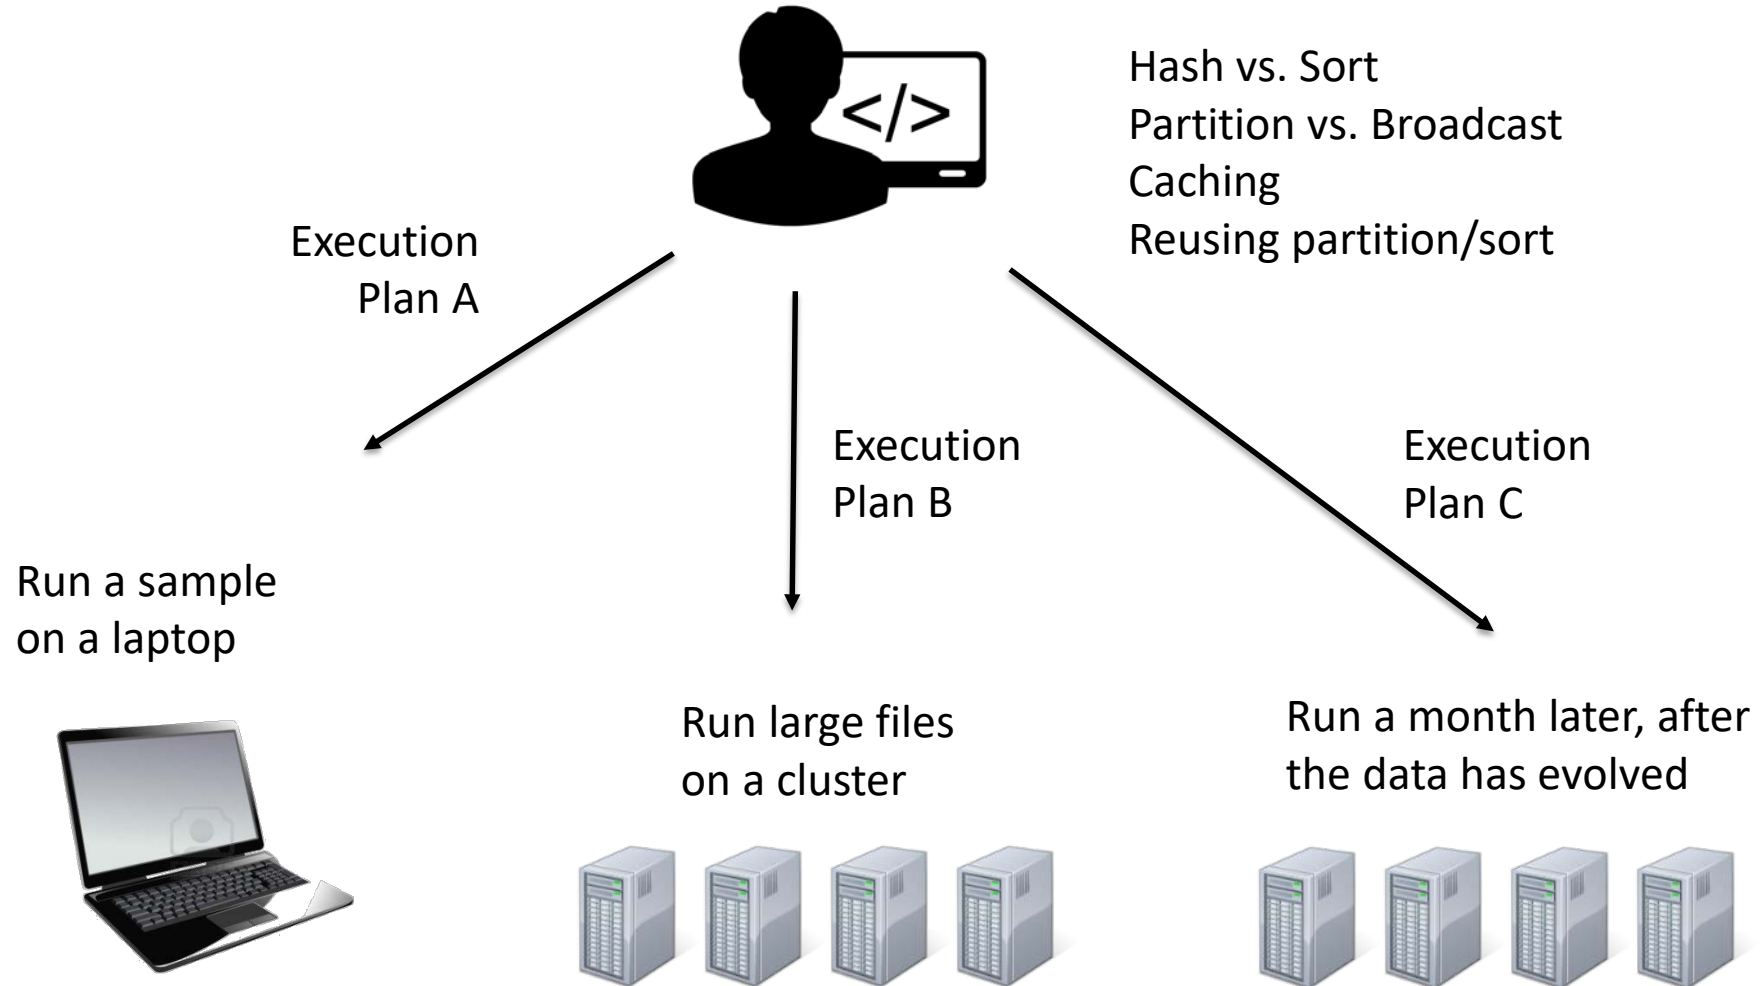 </>
Hash vs. Sort
Partition vs. Broadcast
Caching
Reusing partition/sort
Execution
Plan A
Execution
Plan B
Execution
Plan C
Run a sample
on a laptop
Run large files
on a cluster
Run a month later, after
the data has evolved